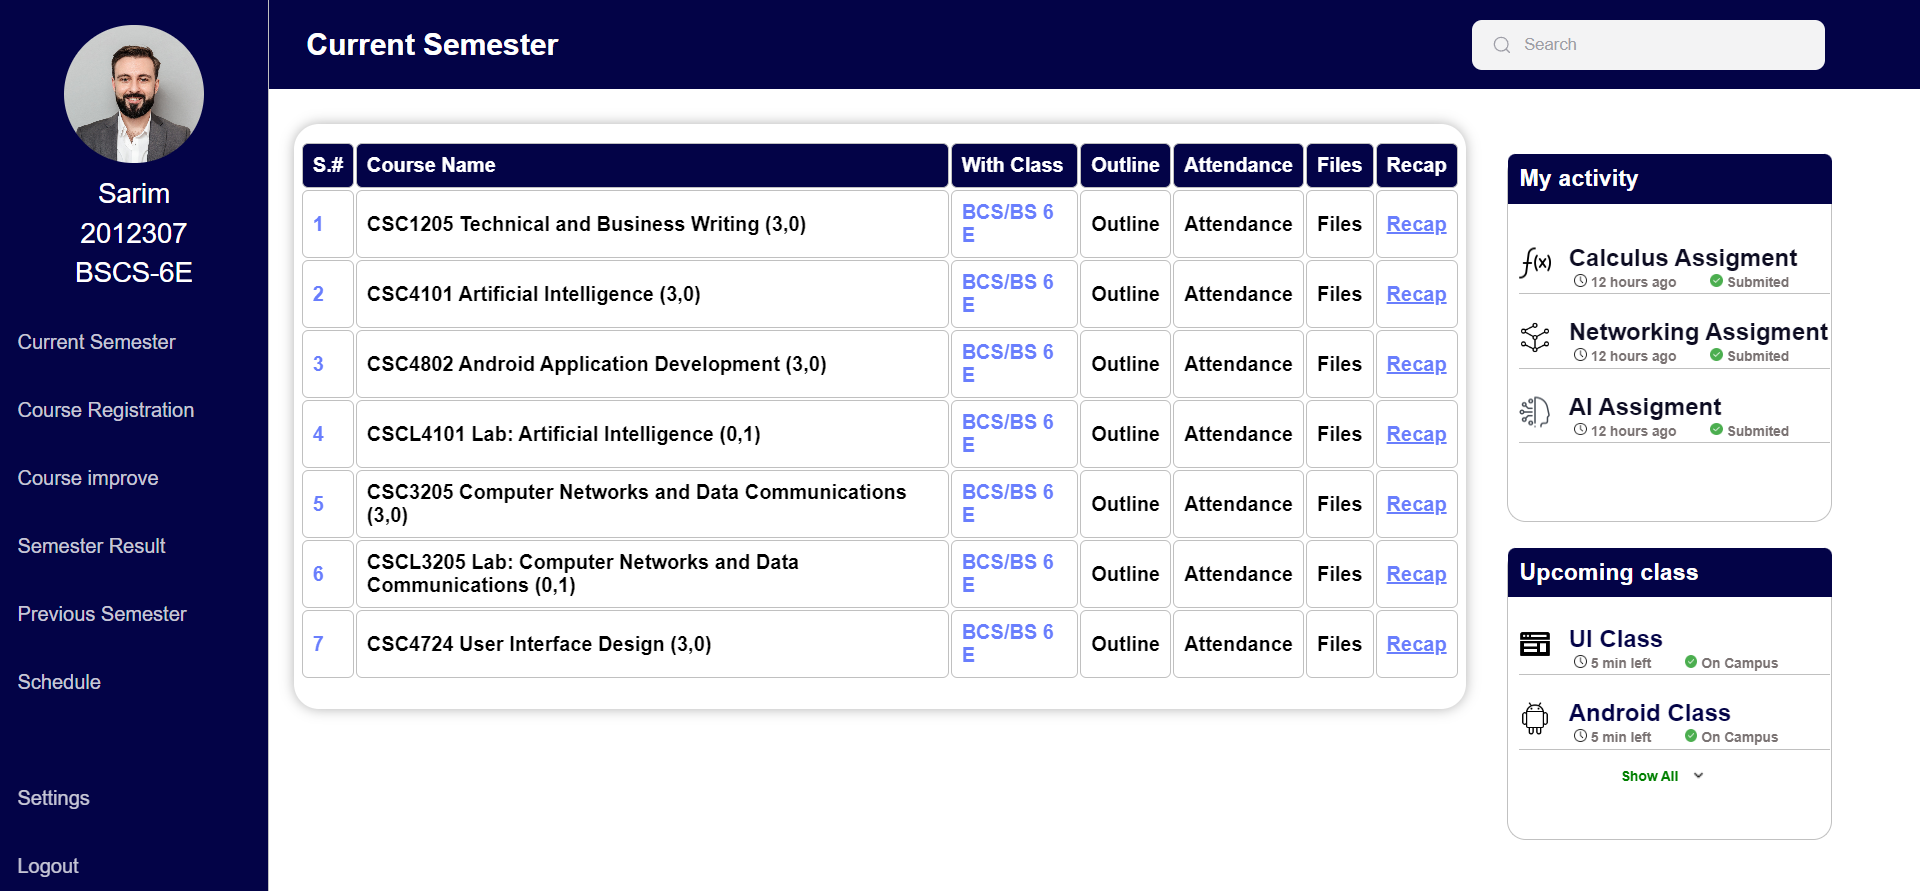 Sarim
2012307
BSCS-6E
Current Semester
Course Registration
Course improve
Semester Result
Previous Semester
Schedule
Settings
Logout
Current Semester
Search
S.# Course Name With Class Outline Attendance Files Recap
1 CSC1205 Technical and Business Writing (3,0) BCS/BS 6 E Outline Attendance Files Recap
2 CSC4101 Artificial Intelligence (3,0) BCS/BS 6 E Outline Attendance Files Recap
3 CSC4802 Android Application Development (3,0) BCS/BS 6 E Outline Attendance Files Recap
4 CSCL4101 Lab: Artificial Intelligence (0,1) BCS/BS 6 E Outline Attendance Files Recap
5 CSC3205 Computer Networks and Data Communications (3,0) BCS/BS 6 E Outline Attendance Files Recap
6 CSCL3205 Lab: Computer Networks and Data Communications (0,1) BCS/BS 6 E Outline Attendance Files Recap
7 CSC4724 User Interface Design (3,0) BCS/BS 6 E Outline Attendance Files Recap
My activity
f(x) Calculus Assigment
12 hours ago Submited
Networking Assigment
12 hours ago Submited
AI Assigment
12 hours ago Submited
Upcoming class
UI Class
5 min left On Campus
Android Class
5 min left On Campus
Show All